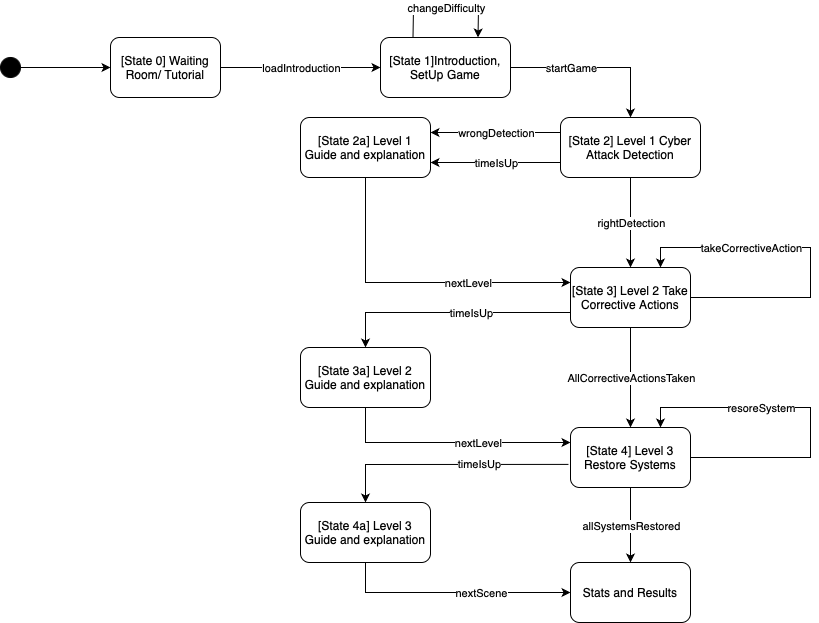 changeDifficulty
[State 0] Waiting
Room/ Tutorial
loadIntroduction
[State 1]Introduction,
SetUp Game
startGame
[State 2a] Level 1
Guide and explanation
wrongDetection
timeIsUp
[State 2] Level 1 Cyber
Attack Detection
rightDetection
takeCorrectiveAction
nextLevel
[State 3] Level 2 Take
Corrective Actions
timeIsUp
[State 3a] Level 2
Guide and explanation
AllCorrectiveActionsTaken
resoreSystem
nextLevel
[State 4] Level 3
Restore Systems
timeIsUp
[State 4a] Level 3
Guide and explanation
allSystemsRestored
nextScene
Stats and Results